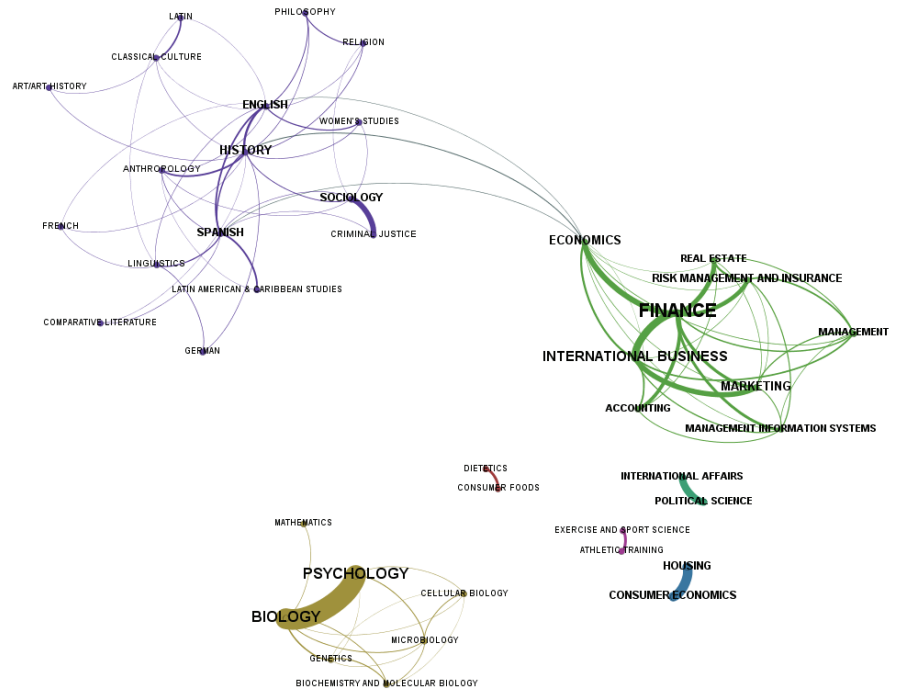 PHILOSOPHY
LATIN
RELIGION
CLASSICAL CULTURE
ART/ART HISTORY
ENGLISH
WOMEN'S STUDIES
HISTORY
ANTHROPOLOGY
SOCIOLOGY
FRENCH
SPANISH
CRIMINAL JUSTICE
ECONOMICS
REAL ESTATE
LINGUISTICS
RISK MANAGEMENT AND INSURANCE
LATIN AMERICAN & CARIBBEAN STUDIES
FINANCE
COMPARATIVE LITERATURE
MANAGEMENT
GERMAN
INTERNATIONAL BUSINESS
MARKETING
ACCOUNTING
MANAGEMENT INFORMATION SYSTEMS
DIETETICS
INTERNATIONAL AFFAIRS
CONSUMER FOODS
POLITICAL SCIENCE
MATHEMATICS
EXERCISE AND SPORT SCIENCE
ATHLETIC TRAINING
HOUSING
PSYCHOLOGY
CELLULAR BIOLOGY
CONSUMER ECONOMICS
BIOLOGY
MICROBIOLOGY
GENETICS
BIOCHEMISTRY AND MOLECULAR BIOLOGY